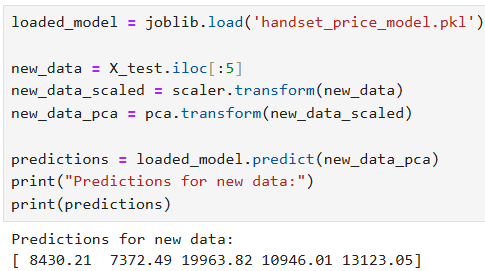 loaded_model = joblib.load('handset_price_model.pkl')
new_data = X_test.iloc[:5]
new_data_scaled = scaler.transform(new_data)
new_data_pca = pca.transform(new_data_scaled)
predictions = loaded_model.predict(new_data_pca)
print("Predictions for new data:")
print(predictions)
Predictions for new data:
[ 8430.21  7372.49 19963.82 10946.01 13123.05]